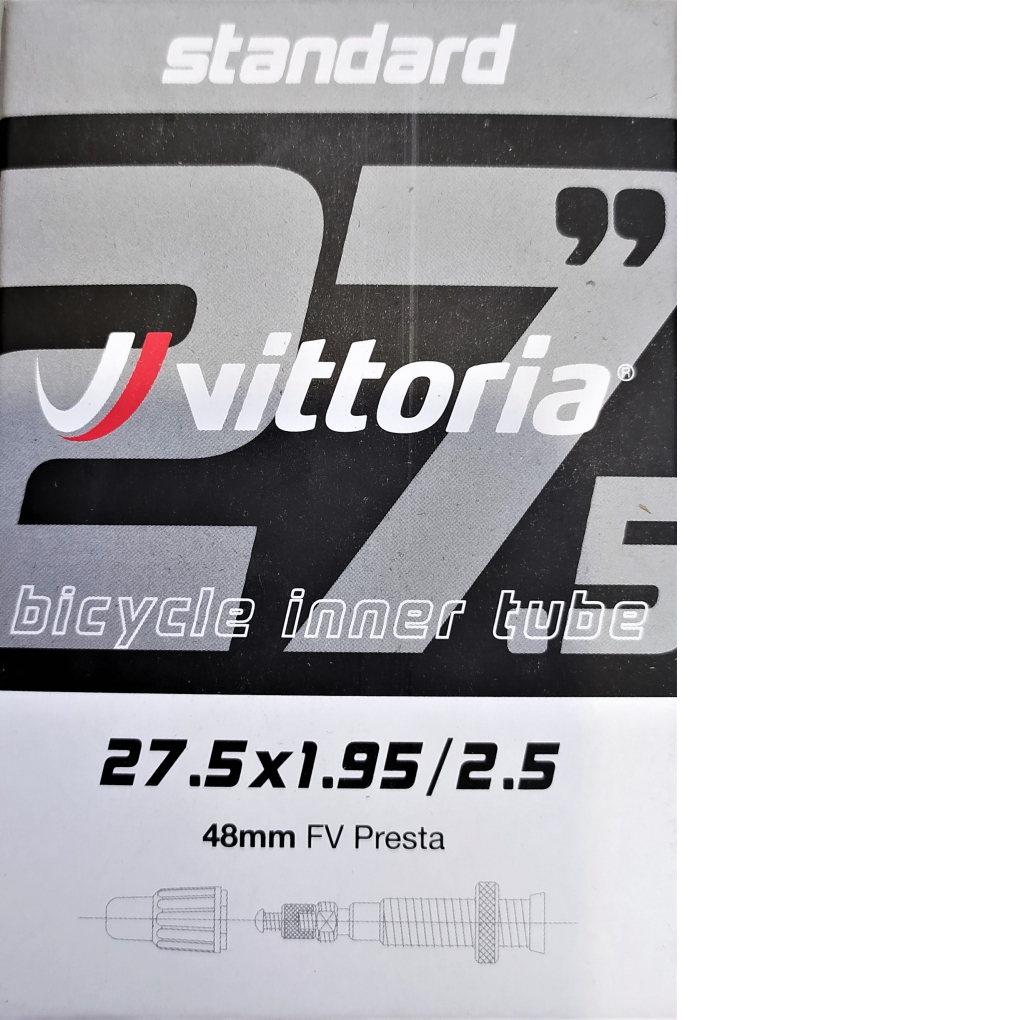 standard
27.5”
vittoria®
bicycle inner tube
27.5x1.95/2.5
48mm FV Presta